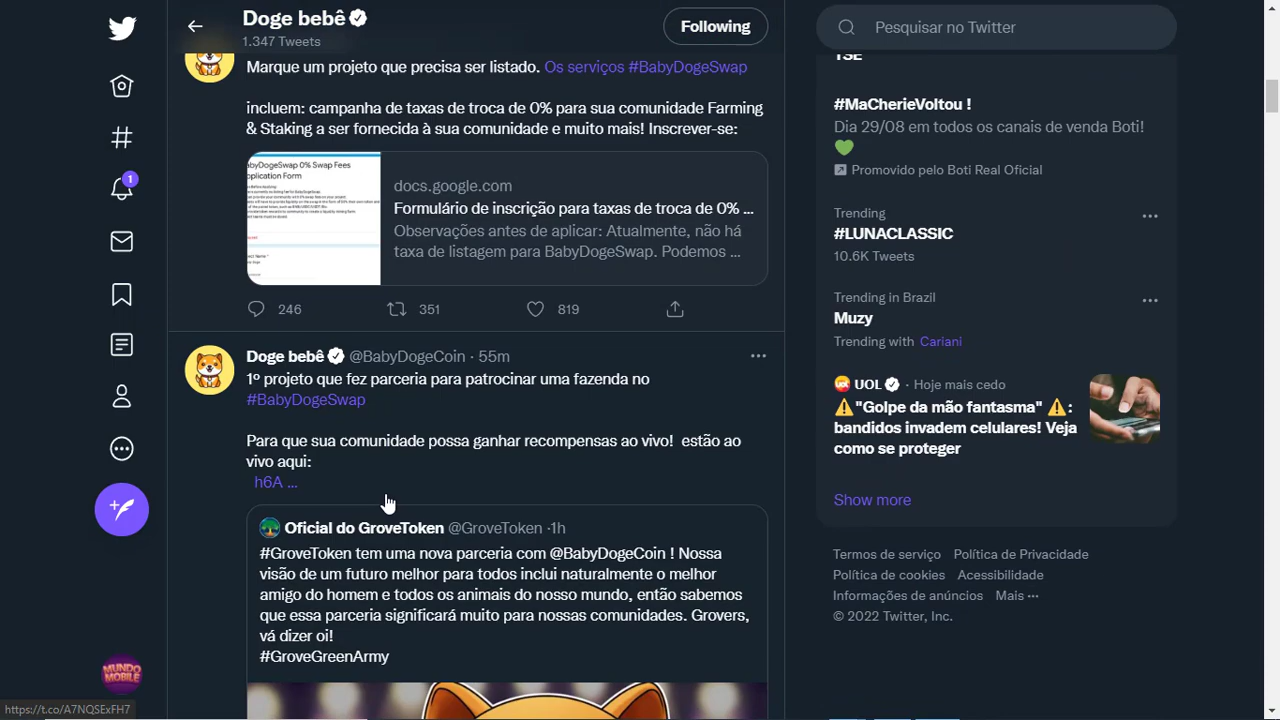 Doge bebê
1.347 Tweets
Following
Marque um projeto que precisa ser listado. Os serviços #BabyDogeSwap
incluem: campanha de taxas de troca de 0% para sua comunidade Farming
& Staking a ser fornecida à sua comunidade e muito mais! Inscrever-se:
abyDogeSwap 0% Swap Fees
plication Form
docs.google.com
Formulário de inscrição para taxas de troca de 0% ...
Observações antes de aplicar: Atualmente, não há
taxa de listagem para BabyDogeSwap. Podemos ...
246
351
819
Doge bebê @BabyDogeCoin · 55m
1º projeto que fez parceria para patrocinar uma fazenda no
#BabyDogeSwap
Para que sua comunidade possa ganhar recompensas ao vivo! estão ao
vivo aqui:
h6A ...
Oficial do GroveToken @GroveToken ·1h
#GroveToken tem uma nova parceria com @BabyDogeCoin ! Nossa
visão de um futuro melhor para todos inclui naturalmente o melhor
amigo do homem e todos os animais do nosso mundo, então sabemos
que essa parceria significará muito para nossas comunidades. Grovers,
vá dizer oi!
#GroveGreenArmy
Pesquisar no Twitter
TSE
#MaCherieVoltou !
Dia 29/08 em todos os canais de venda Boti!
💚
Promovido pelo Boti Real Oficial
Trending
#LUNACLASSIC
10.6K Tweets
Trending in Brazil
Muzy
Trending with Cariani
UOL · Hoje mais cedo
⚠️"Golpe da mão fantasma" ⚠️:
bandidos invadem celulares! Veja
como se proteger
Show more
Termos de serviço Política de Privacidade
Política de cookies Acessibilidade
Informações de anúncios Mais ···
© 2022 Twitter, Inc.
1
MUNDO
MOBILE
https://t.co/A7NQSExFH7